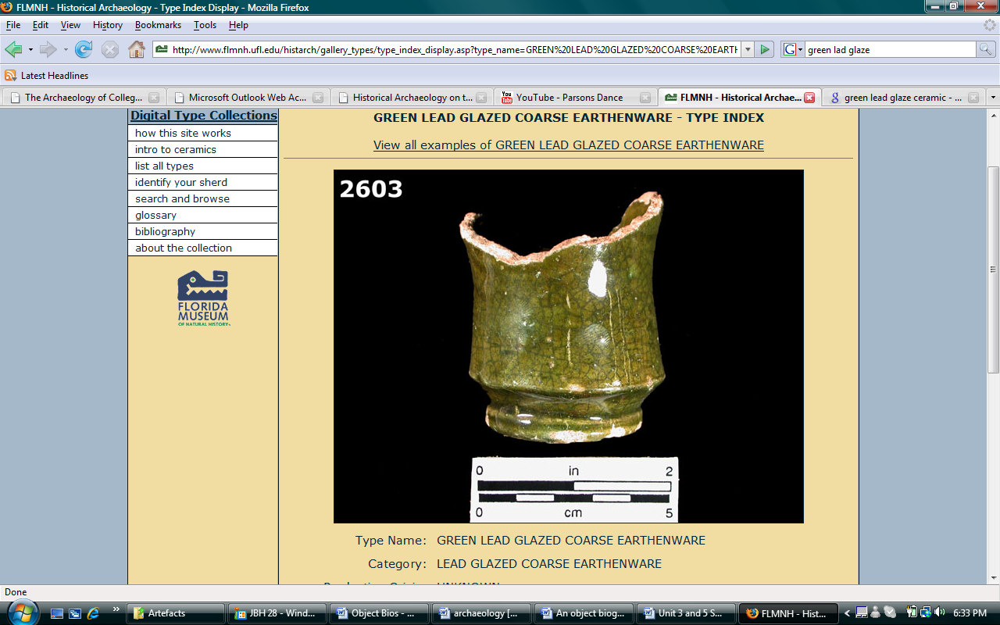 FLMNH - Historical Archaeology - Type Index Display - Mozilla Firefox
File Edit View History Bookmarks Tools Help
http://www.flmnh.ufl.edu/histarch/gallery_types/type_index_display.asp?type_name=GREEN%20LEAD%20GLAZED%20COARSE%20EARTH
G green lad glaze
Latest Headlines
The Archaeology of Colleg... Microsoft Outlook Web Ac... Historical Archaeology on t... You Tube YouTube - Parsons Dance FLMNH - Historical Archae... g green lead glaze ceramic - ...
Digital Type Collections
how this site works
intro to ceramics
list all types
identify your sherd
search and browse
glossary
bibliography
about the collection
FLORIDA
MUSEUM
OF NATURAL HISTORY
GREEN LEAD GLAZED COARSE EARTHENWARE - TYPE INDEX
View all examples of GREEN LEAD GLAZED COARSE EARTHENWARE
2603
0 in 2
0 cm 5
Type Name: GREEN LEAD GLAZED COARSE EARTHENWARE
Category: LEAD GLAZED COARSE EARTHENWARE
UNKNOWN
Done
Artefacts JBH 28 - Wind... Object Bios - ... archaeology [... An object biog... Unit 3 and 5 S... FLMNH - Hist... 6:33 PM